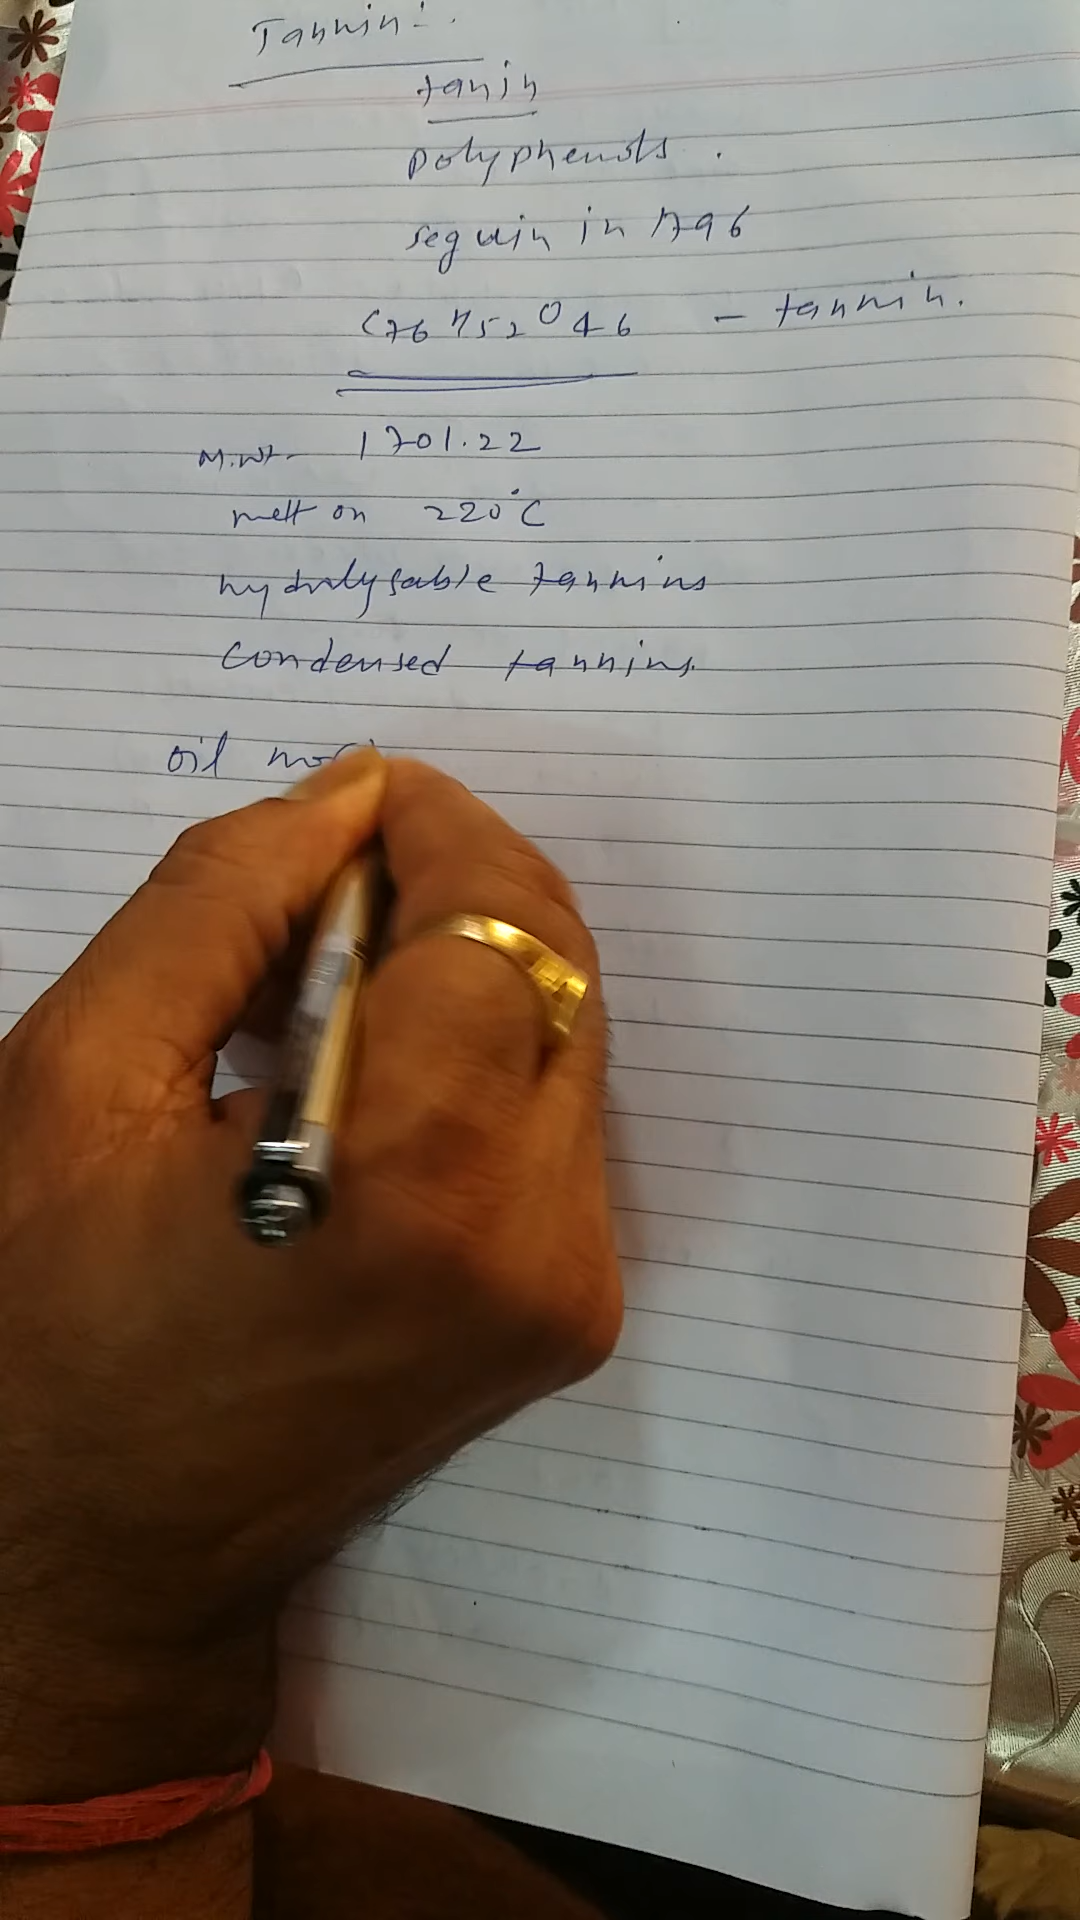 Tannin:-
tanin
polyphenols.
seguin in 1796
C76H52O46 - tannin.
M.wt- 1701.22
melt on 220°C
hydrolysable tannins
Condensed tannins.
oil